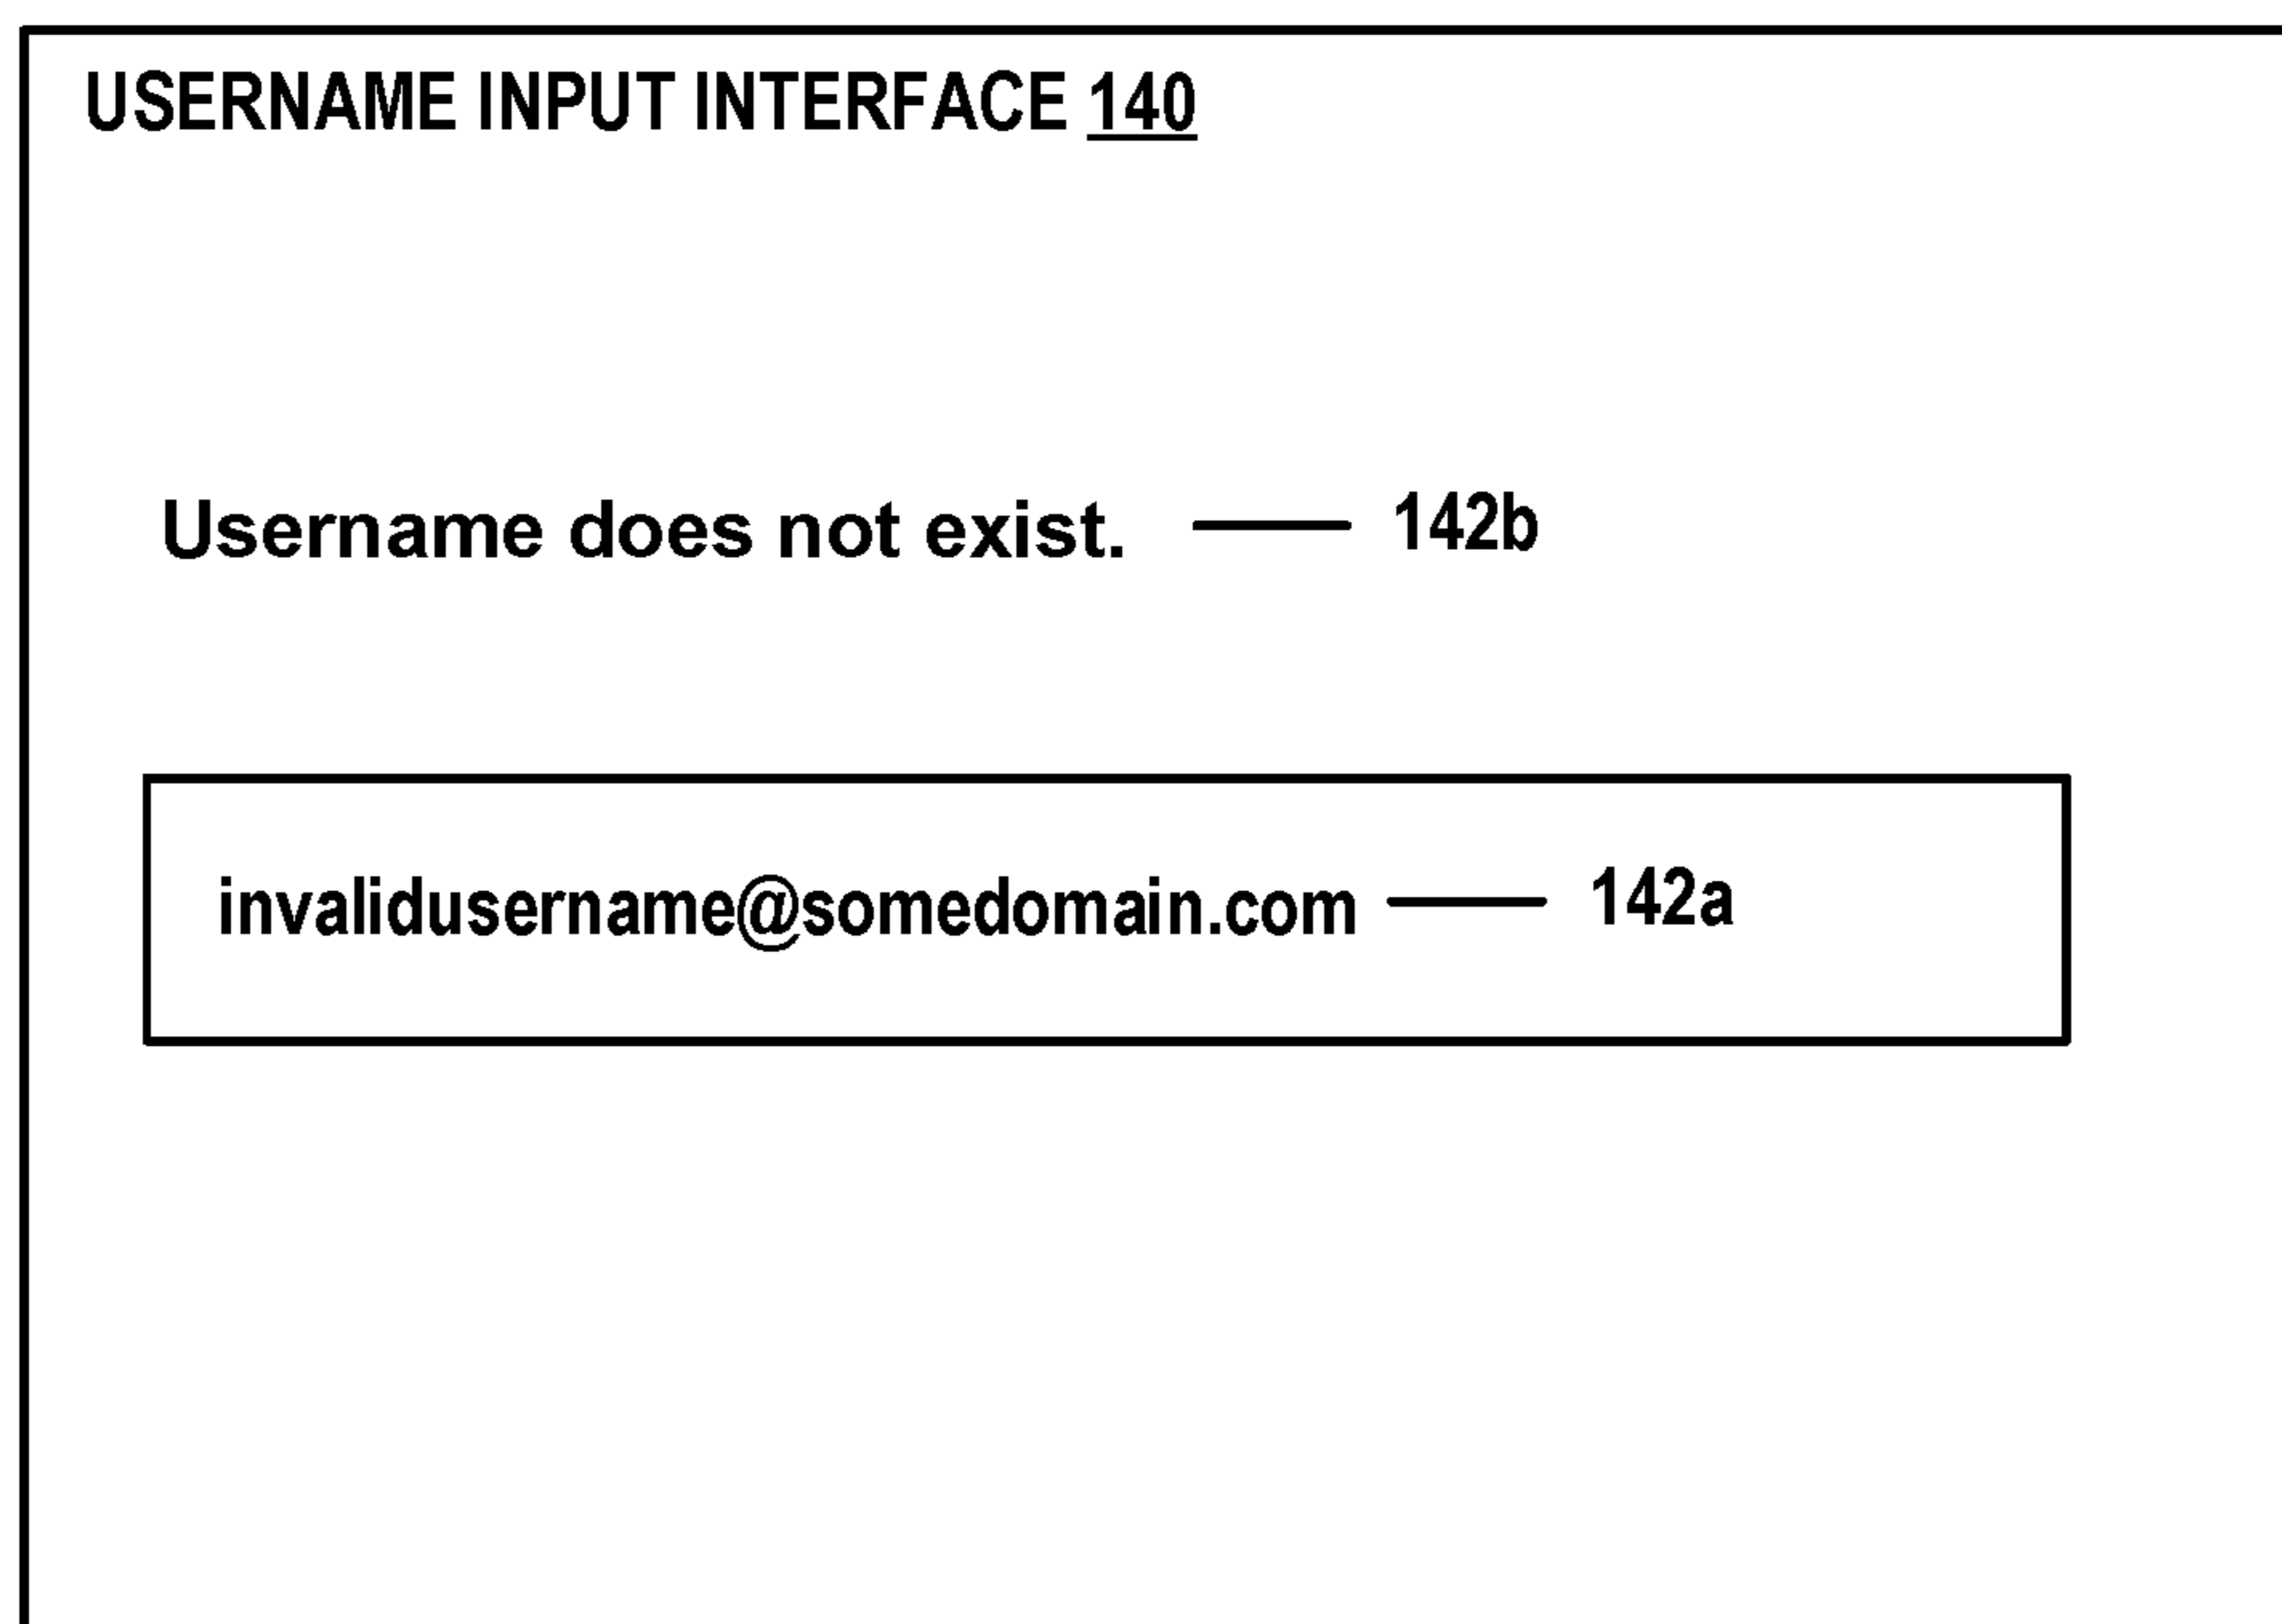 USERNAME INPUT INTERFACE 140
Username does not exist. 142b
invalidusername@somedomain.com 142a